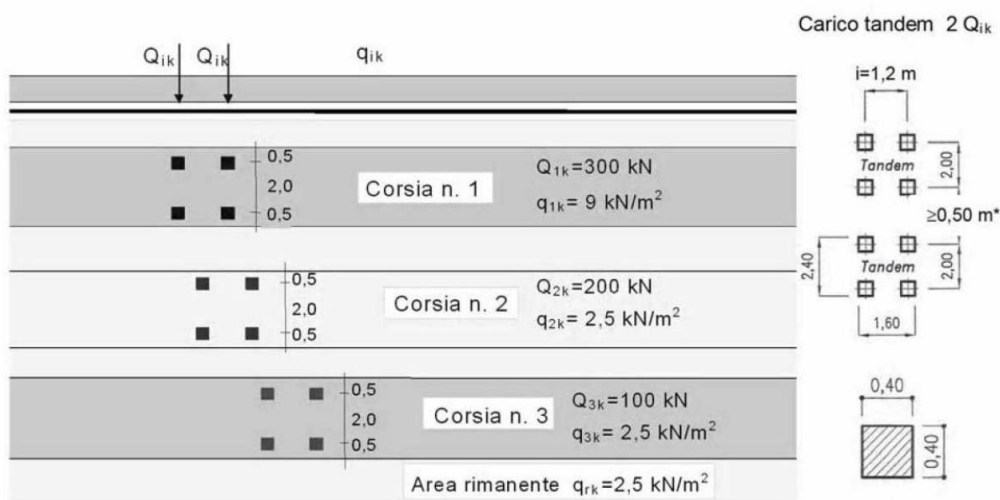 Carico tandem 2 Qik
Qik Qik qik
i=1,2 m
0,5
2,0
0,5
Corsia n. 1
Q1k=300 kN
q1k= 9 kN/m²
Tandem
2,00
≥0,50 m*
0,5
2,0
0,5
Corsia n. 2
Q2k=200 kN
q2k= 2,5 kN/m²
2,40
Tandem
2,00
1,60
0,5
2,0
0,5
Corsia n. 3
Q3k=100 kN
q3k= 2,5 kN/m²
0,40
0,40
Area rimanente qrk=2,5 kN/m²